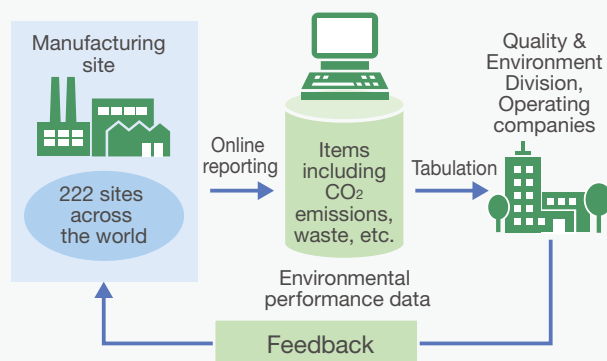 Manufacturing
site
222 sites
across
the world
Online
reporting
Items
including
CO₂
emissions,
waste, etc.
Environmental
performance data
Tabulation
Quality &
Environment
Division,
Operating
companies
Feedback